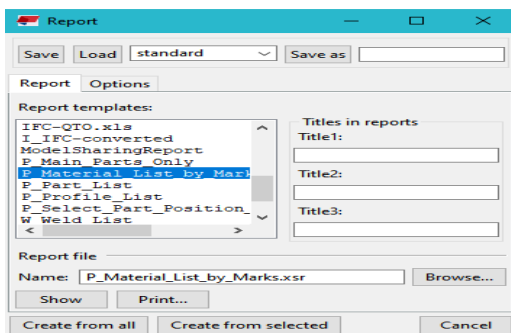 Report
Save Load standard Save as
Report Options
Report templates:
IFC-QTO.xls
I_IFC-converted
ModelSharingReport
P_Main_Parts_Only
P_Material_List_by_Mark
P_Part_List
P_Profile_List
P_Select_Part_Position_
W_Weld_List
Titles in reports
Title1:
Title2:
Title3:
Report file
Name: P_Material_List_by_Marks.xsr Browse...
Show Print...
Create from all Create from selected Cancel